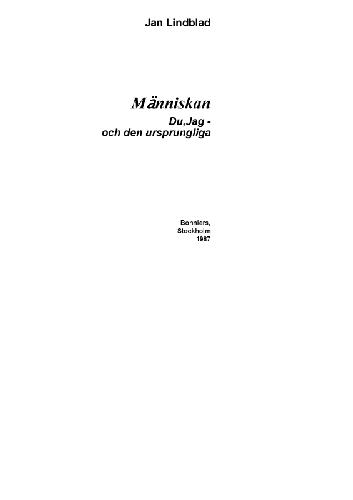 Jan Lindblad
Människan
Du,Jag -
och den ursprungliga
Bonniers,
Stockholm
1987